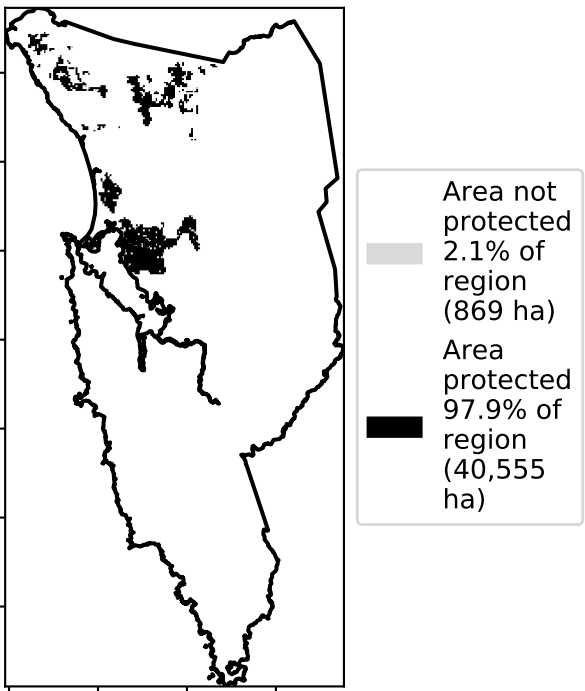 Area not
protected
2.1% of
region
(869 ha)
Area
protected
97.9% of
region
(40,555
ha)